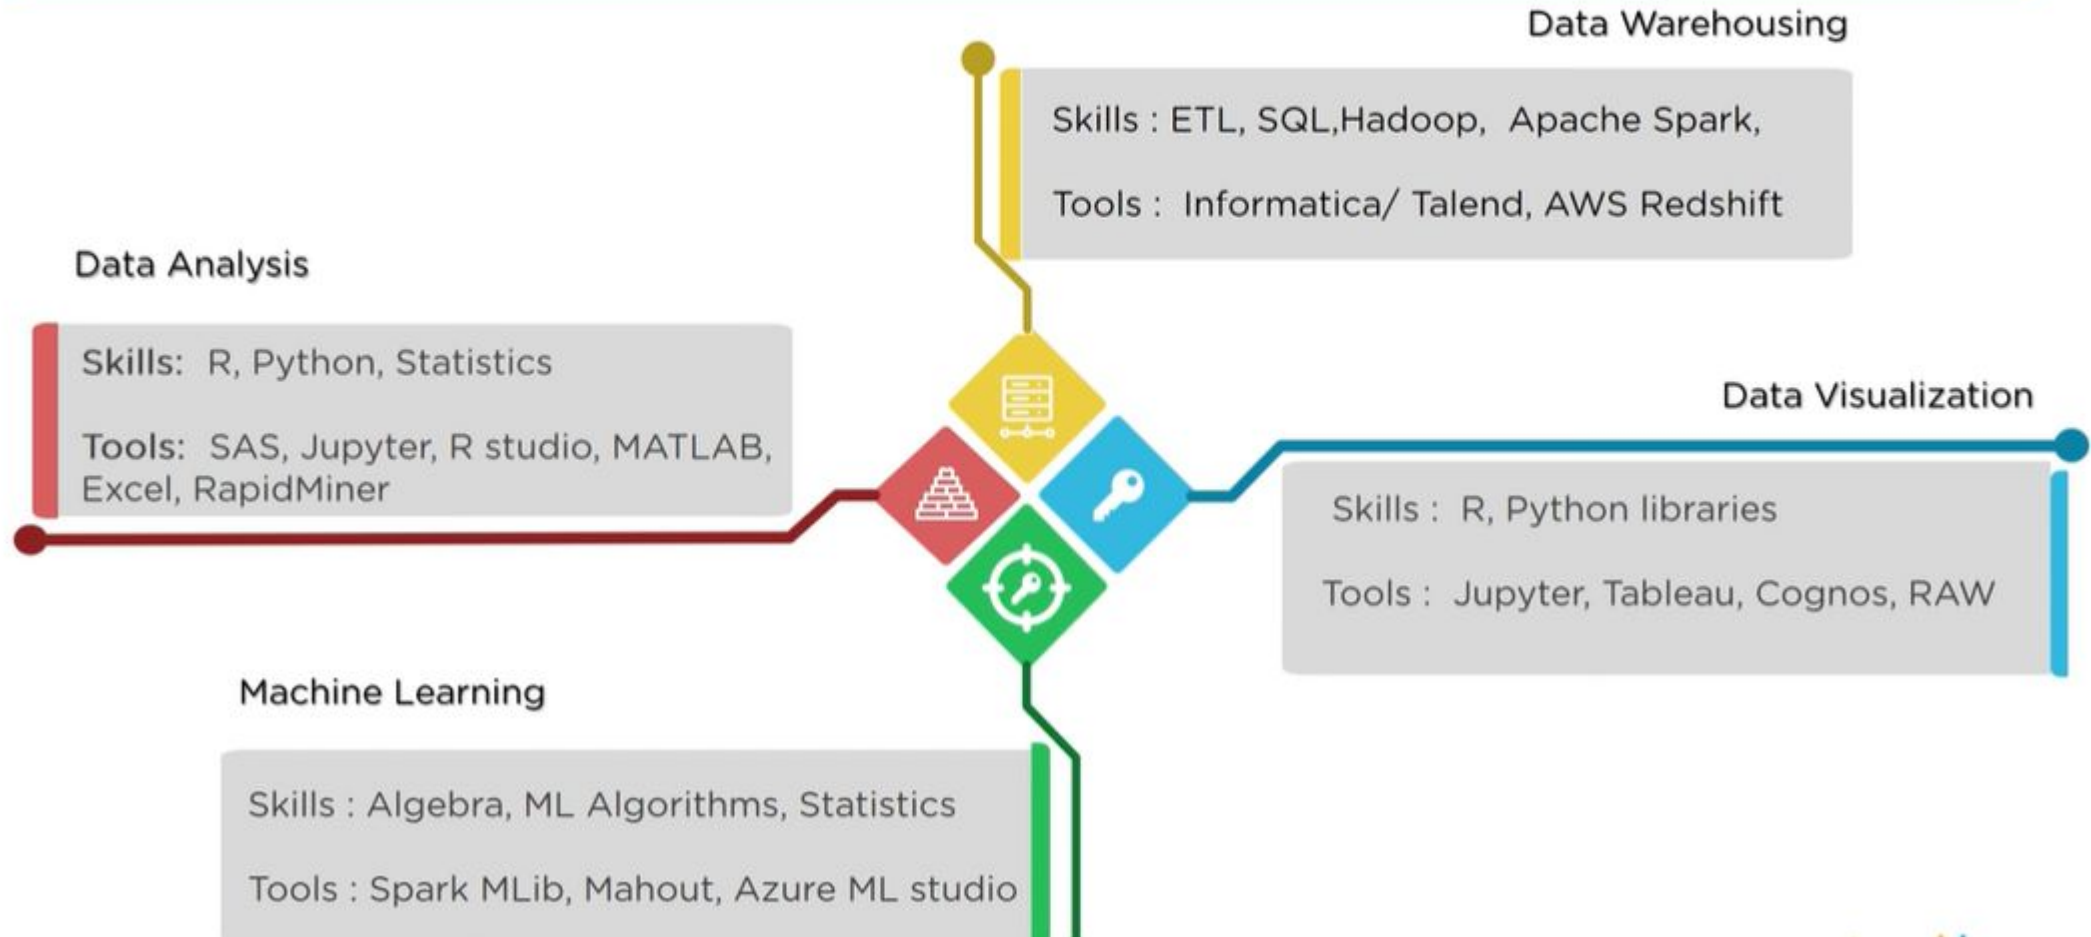 Data Warehousing
Skills : ETL, SQL,Hadoop, Apache Spark,
Tools : Informatica/ Talend, AWS Redshift
Data Analysis
Skills: R, Python, Statistics
Tools: SAS, Jupyter, R studio, MATLAB,
Excel, RapidMiner
Data Visualization
Skills : R, Python libraries
Tools : Jupyter, Tableau, Cognos, RAW
Machine Learning
Skills : Algebra, ML Algorithms, Statistics
Tools : Spark MLib, Mahout, Azure ML studio